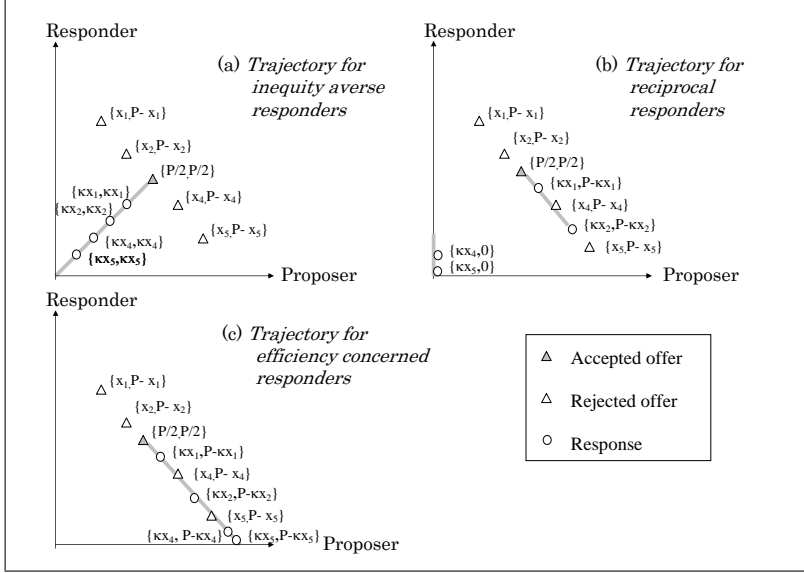 Responder
(a) Trajectory for
inequity averse
responders
{x₁,P- x₁}
{x₂,P- x₂}
{P/2,P/2}
{κx₁,κx₁}
{κx₂,κx₂}
{x₄,P- x₄}
{κx₄,κx₄}
{x₅,P- x₅}
{κx₅,κx₅}
Proposer
Responder
(b) Trajectory for
reciprocal
responders
{x₁,P- x₁}
{x₂,P- x₂}
{P/2,P/2}
{κx₁,P-κx₁}
{x₄,P- x₄}
{κx₂,P-κx₂}
{x₅,P- x₅}
{κx₄,0}
{κx₅,0}
Proposer
Responder
(c) Trajectory for
efficiency concerned
responders
{x₁,P- x₁}
{x₂,P- x₂}
{P/2,P/2}
{κx₁,P-κx₁}
{x₄,P- x₄}
{κx₂,P-κx₂}
{x₅,P- x₅}
{κx₄, P-κx₄}
{κx₅,P-κx₅}
Proposer
Accepted offer
Rejected offer
Response